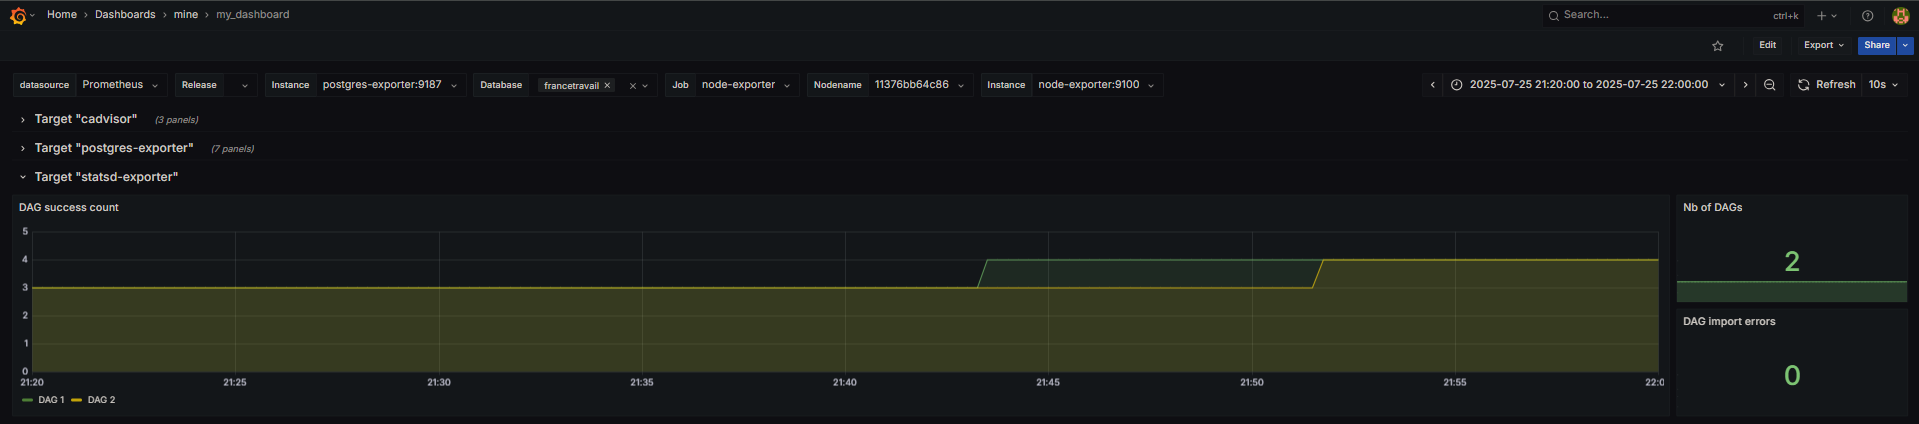 Home › Dashboards › mine › my_dashboard Search... ctrl+k
Edit Export Share
datasource Prometheus Release Instance postgres-exporter:9187 Database francetravail Job node-exporter Nodename 11376bb64c86 Instance node-exporter:9100 2025-07-25 21:20:00 to 2025-07-25 22:00:00 Refresh 10s
Target "cadvisor" (3 panels)
Target "postgres-exporter" (7 panels)
Target "statsd-exporter"
DAG success count
5
4
3
2
1
0
21:20 21:25 21:30 21:35 21:40 21:45 21:50 21:55 22:0
DAG 1 DAG 2
Nb of DAGs
2
DAG import errors
0